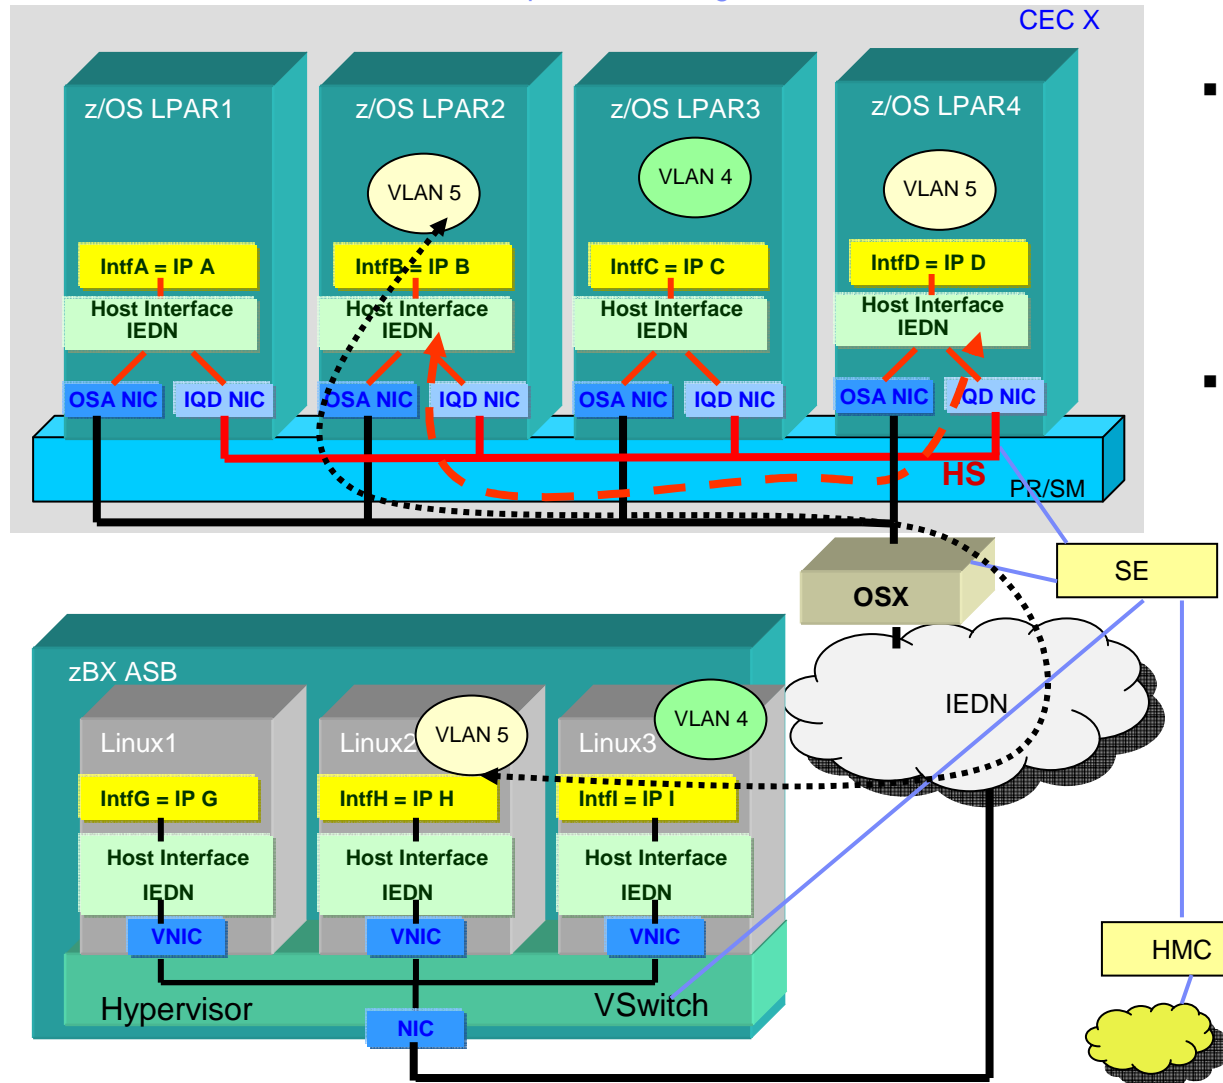 CEC X
z/OS LPAR1
z/OS LPAR2
z/OS LPAR3
z/OS LPAR4
VLAN 5
VLAN 4
VLAN 5
IntfA = IP A
IntfB = IP B
IntfC = IP C
IntfD = IP D
Host Interface
IEDN
Host Interface
IEDN
Host Interface
IEDN
Host Interface
IEDN
OSA NIC
IQD NIC
OSA NIC
IQD NIC
OSA NIC
IQD NIC
OSA NIC
IQD NIC
HS
PR/SM
OSX
SE
IEDN
zBX ASB
Linux1
Linux2
Linux3
VLAN 5
VLAN 4
IntfG = IP G
IntfH = IP H
IntfI = IP I
Host Interface
IEDN
Host Interface
IEDN
Host Interface
IEDN
VNIC
VNIC
VNIC
Hypervisor
VSwitch
NIC
HMC